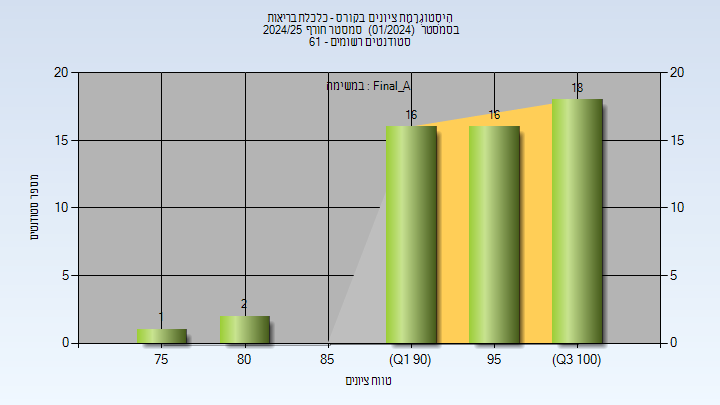 היסטוגרמת ציונים בקורס - כלכלת בריאות
בסמסטר (01/2024) סמסטר חורף 2024/25
סטודנטים רשומים - 61
במשימה : Final_A
20
15
10
5
0
20
15
10
5
0
מספר סטודנטים
1
2
16
16
18
75
80
85
(Q1 90)
95
(Q3 100)
טווח ציונים